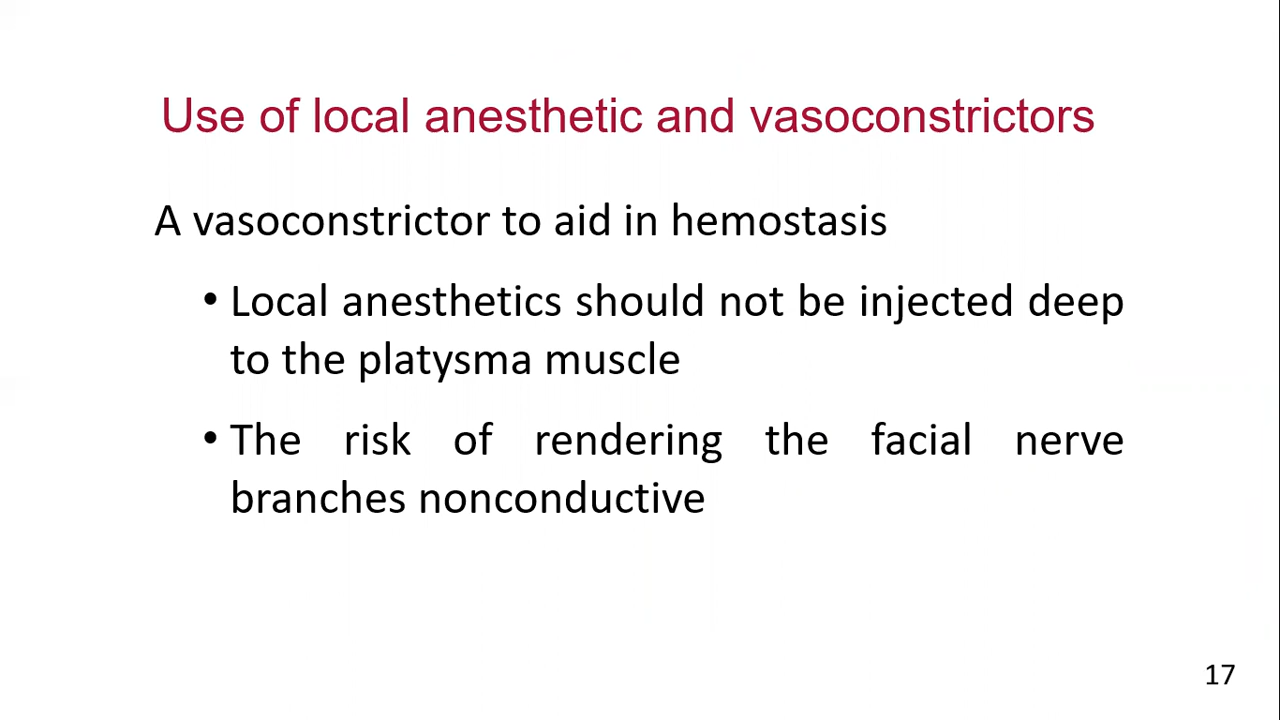 Use of local anesthetic and vasoconstrictors
A vasoconstrictor to aid in hemostasis
• Local anesthetics should not be injected deep
to the platysma muscle
• The risk of rendering the facial nerve
branches nonconductive
17